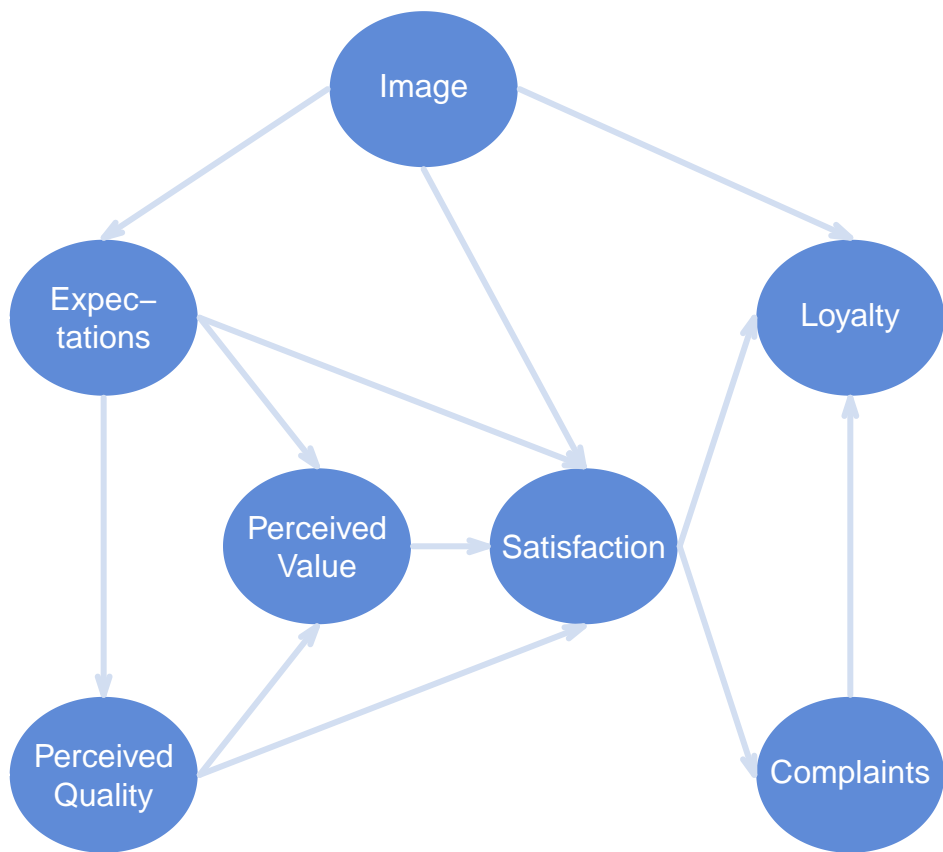 Image
Expec–
tations
Loyalty
Perceived
Value
Satisfaction
Perceived
Quality
Complaints